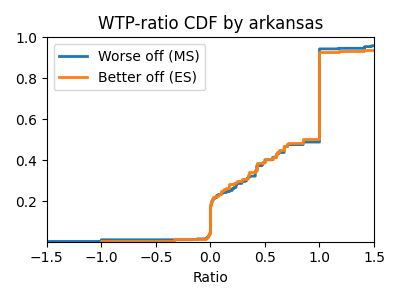 WTP-ratio CDF by arkansas
1.0
0.8
0.6
0.4
0.2
Worse off (MS)
Better off (ES)
−1.5 −1.0 −0.5 0.0 0.5 1.0 1.5
Ratio